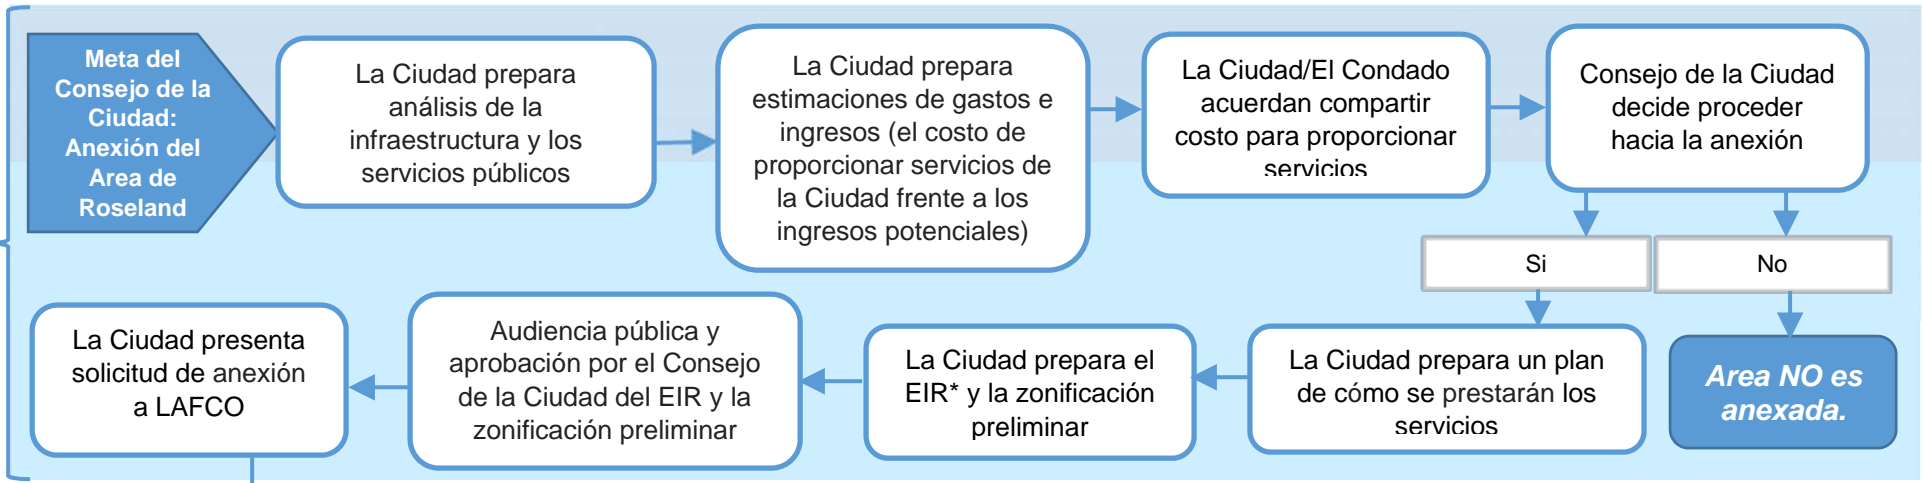 Meta del
Consejo de la
Ciudad:
Anexión del
Area de
Roseland
La Ciudad prepara
análisis de la
infraestructura y los
servicios públicos
La Ciudad prepara
estimaciones de gastos e
ingresos (el costo de
proporcionar servicios de
la Ciudad frente a los
ingresos potenciales)
La Ciudad/El Condado
acuerdan compartir
costo para proporcionar
servicios
Consejo de la Ciudad
decide proceder
hacia la anexión
Si
No
Area NO es
anexada.
La Ciudad prepara un plan
de cómo se prestarán los
servicios
La Ciudad prepara el
EIR* y la zonificación
preliminar
Audiencia pública y
aprobación por el Consejo
de la Ciudad del EIR y la
zonificación preliminar
La Ciudad presenta
solicitud de anexión
a LAFCO